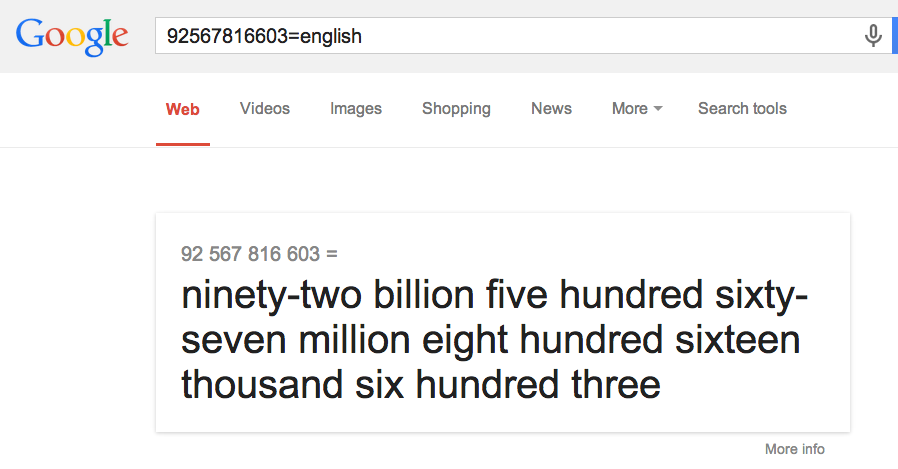 Google 92567816603=english
Web Videos Images Shopping News More Search tools
92 567 816 603 =
ninety-two billion five hundred sixty-
seven million eight hundred sixteen
thousand six hundred three
More info